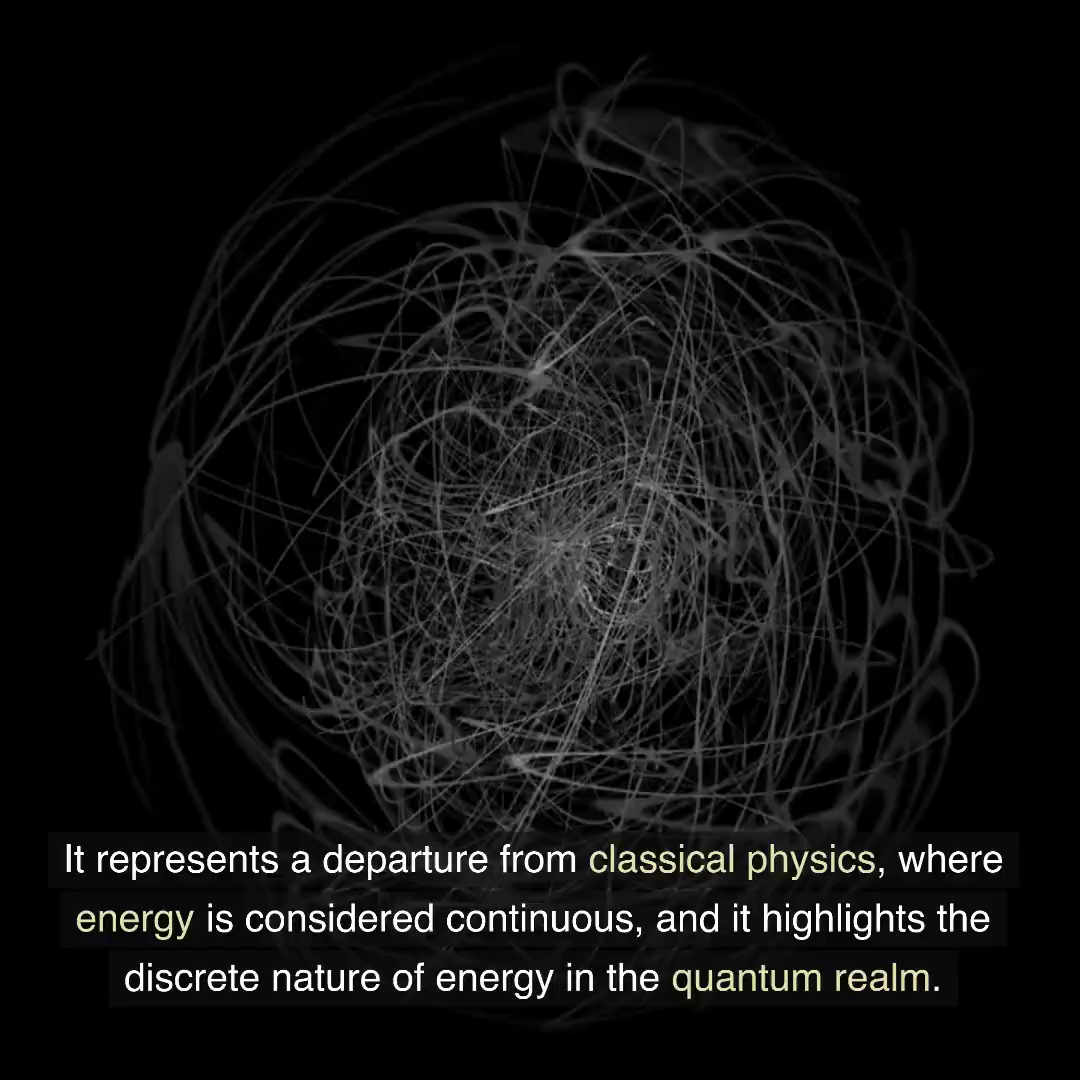 It represents a departure from classical physics, where
energy is considered continuous, and it highlights the
discrete nature of energy in the quantum realm.